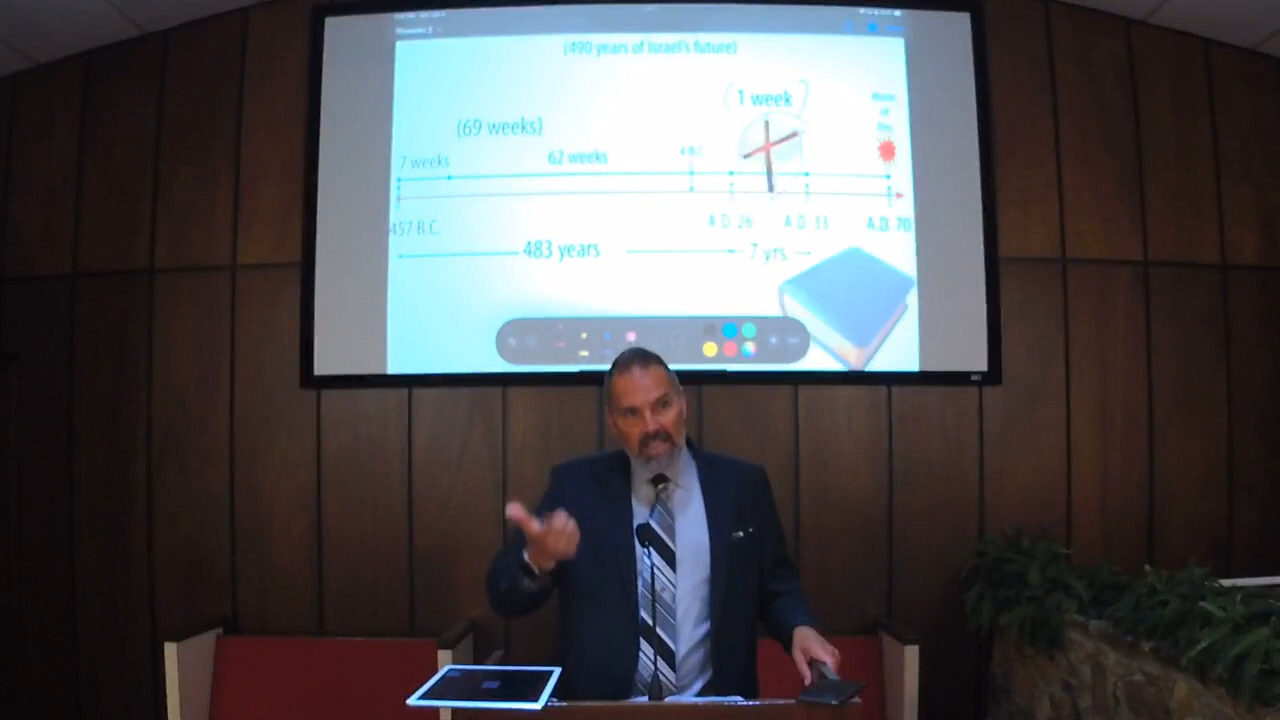 (490 years of Israel's future)
(1 week)
(69 weeks)
7 weeks
62 weeks
457 B.C.
A.D. 26
A.D. 33
A.D. 70
483 years
7 yrs.